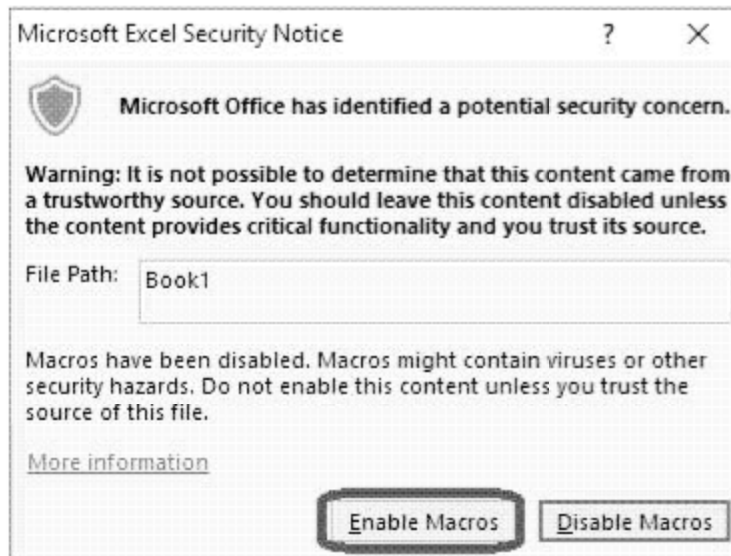 Microsoft Excel Security Notice ? X
Microsoft Office has identified a potential security concern.
Warning: It is not possible to determine that this content came from
a trustworthy source. You should leave this content disabled unless
the content provides critical functionality and you trust its source.
File Path: Book1
Macros have been disabled. Macros might contain viruses or other
security hazards. Do not enable this content unless you trust the
source of this file.
More information
Enable Macros Disable Macros